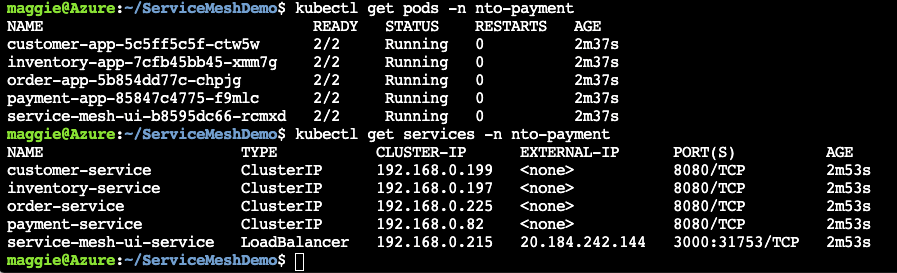 maggie@Azure:~/ServiceMeshDemo$ kubectl get pods -n nto-payment
NAME READY STATUS RESTARTS AGE
customer-app-5c5ff5c5f-ctw5w 2/2 Running 0 2m37s
inventory-app-7cfb45bb45-xmm7g 2/2 Running 0 2m37s
order-app-5b854dd77c-chpjg 2/2 Running 0 2m37s
payment-app-85847c4775-f9mlc 2/2 Running 0 2m37s
service-mesh-ui-b8595dc66-rcmxd 2/2 Running 0 2m37s
maggie@Azure:~/ServiceMeshDemo$ kubectl get services -n nto-payment
NAME TYPE CLUSTER-IP EXTERNAL-IP PORT(S) AGE
customer-service ClusterIP 192.168.0.199 <none> 8080/TCP 2m53s
inventory-service ClusterIP 192.168.0.197 <none> 8080/TCP 2m53s
order-service ClusterIP 192.168.0.225 <none> 8080/TCP 2m53s
payment-service ClusterIP 192.168.0.82 <none> 8080/TCP 2m53s
service-mesh-ui-service LoadBalancer 192.168.0.215 20.184.242.144 3000:31753/TCP 2m53s
maggie@Azure:~/ServiceMeshDemo$